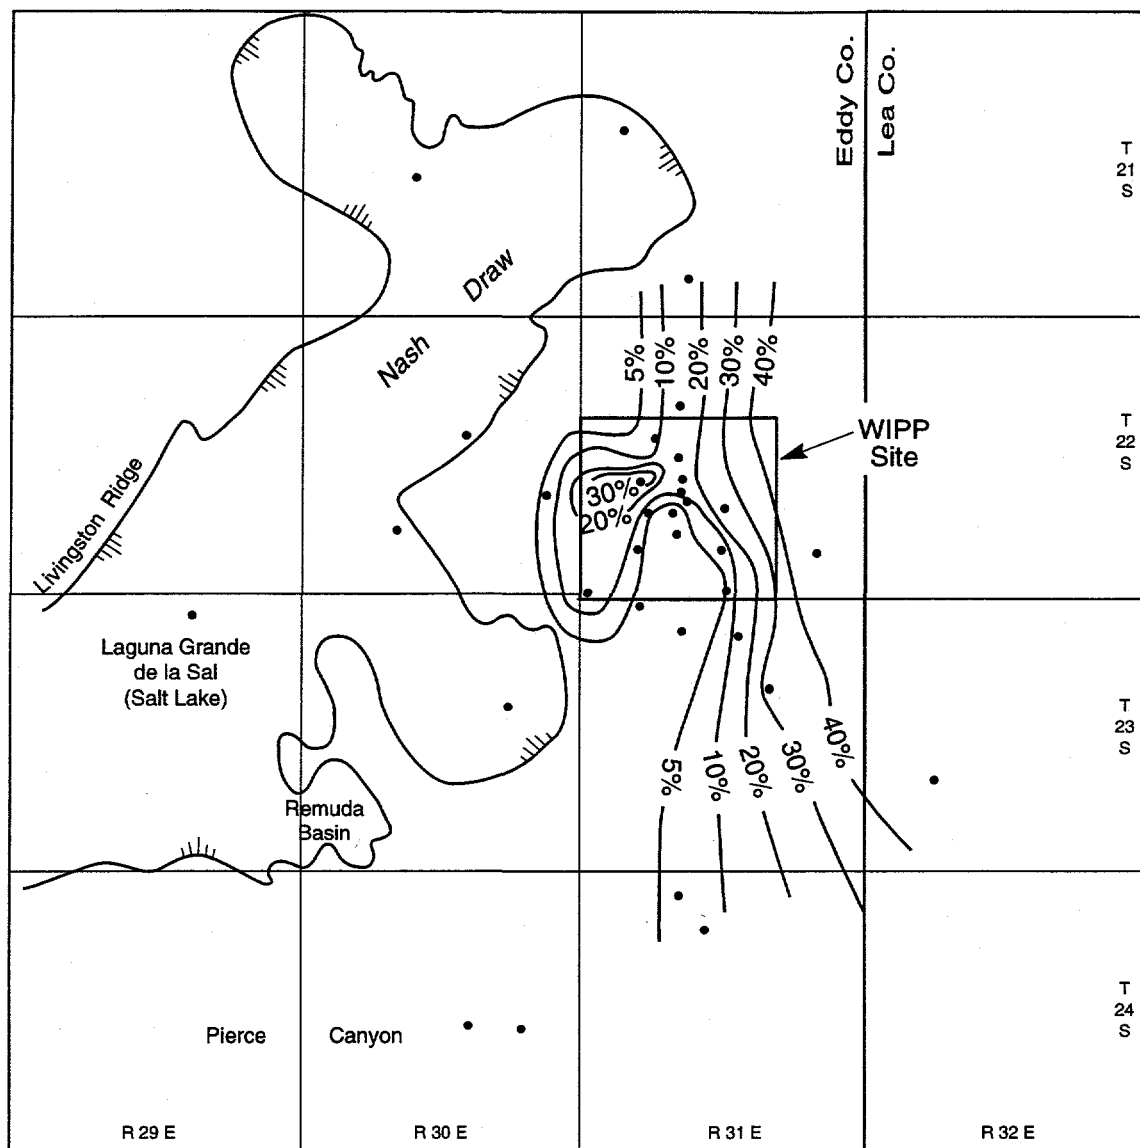 Eddy Co.
Lea Co.
T
21
S
Draw
Nash
5%
10%
20%
30%
40%
T
22
S
WIPP
Site
30%
20%
Livingston Ridge
Laguna Grande
de la Sal
(Salt Lake)
T
23
S
5%
10%
20%
30%
40%
Remuda
Basin
T
24
S
Pierce Canyon
R 29 E
R 30 E
R 31 E
R 32 E